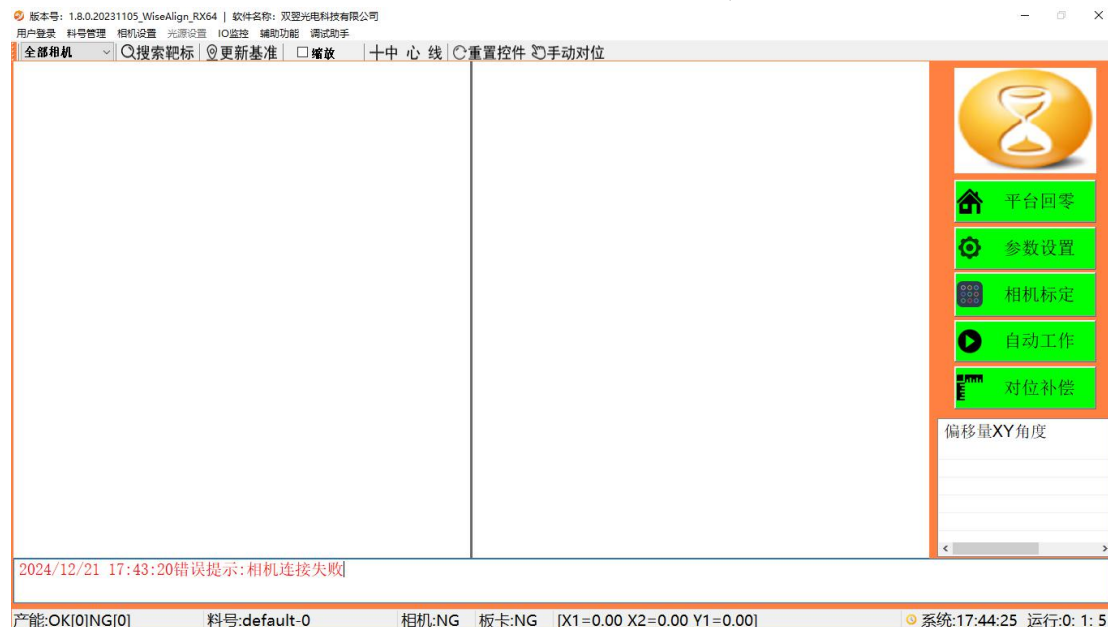 版本号：1.8.0.20231105_WiseAlign_RX64 | 软件名称：双翌光电科技有限公司
用户登录 料号管理 相机设置 光源设置 IO监控 辅助功能 调试助手
全部相机 搜索靶标 更新基准 缩放 中 心 线 重置控件 手动对位
平台回零
参数设置
相机标定
自动工作
对位补偿
偏移量XY角度
2024/12/21 17:43:20错误提示:相机连接失败
产能:OK[0]NG[0] 料号:default-0 相机:NG 板卡:NG [X1=0.00 X2=0.00 Y1=0.00] 系统:17:44:25 运行:0: 1: 5